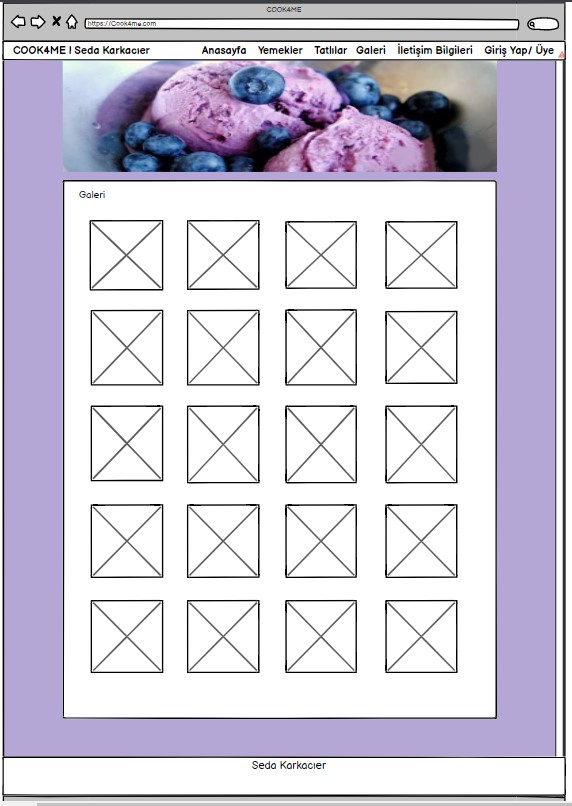 COOK4ME
https://Cook4me.com
COOK4ME | Seda Karkacıer Anasayfa Yemekler Tatlılar Galeri İletişim Bilgileri Giriş Yap/ Üye
Galeri
Seda Karkacıer